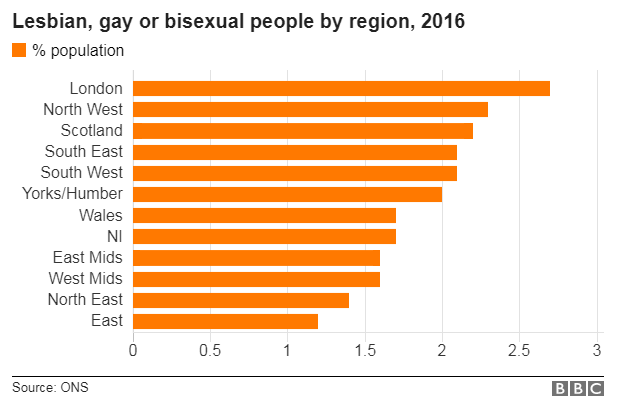 Lesbian, gay or bisexual people by region, 2016
% population
London
North West
Scotland
South East
South West
Yorks/Humber
Wales
NI
East Mids
West Mids
North East
East
0 0.5 1 1.5 2 2.5 3
Source: ONS BBC